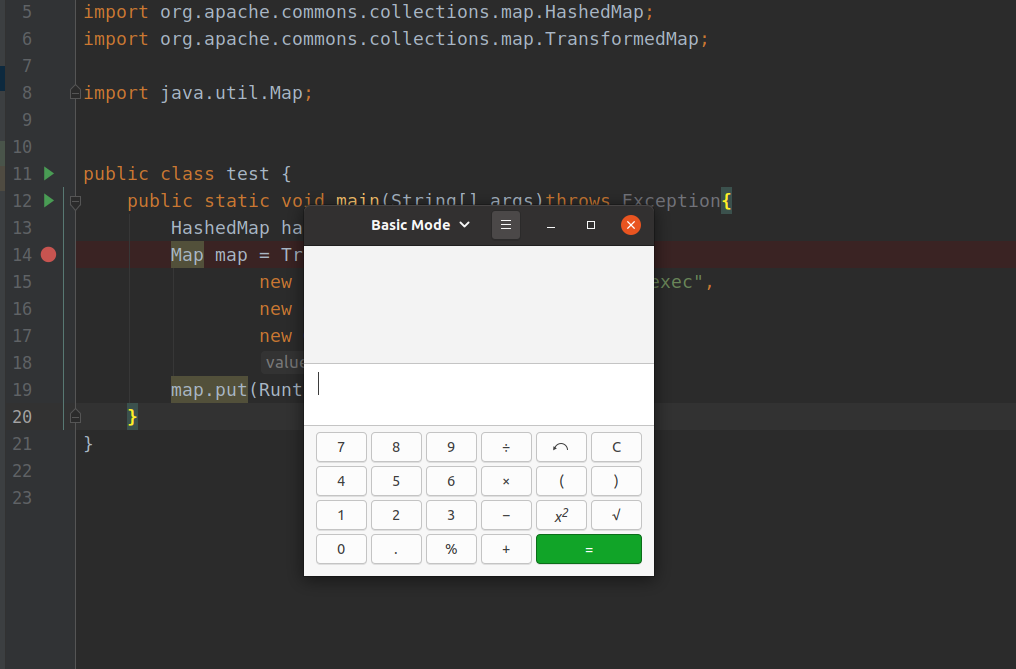 5 import org.apache.commons.collections.map.HashedMap;
6 import org.apache.commons.collections.map.TransformedMap;
7
8 import java.util.Map;
9
10
11 public class test {
12 public static void main(String[] args)throws Exception{
13 HashedMap ha
14 Map map = Tr
15 new exec",
16 new
17 new
18 value
19 map.put(Runt
20 }
21 }
22
23
Basic Mode
7 8 9 ÷ C
4 5 6 × ( )
1 2 3 − x² √
0 . % + =